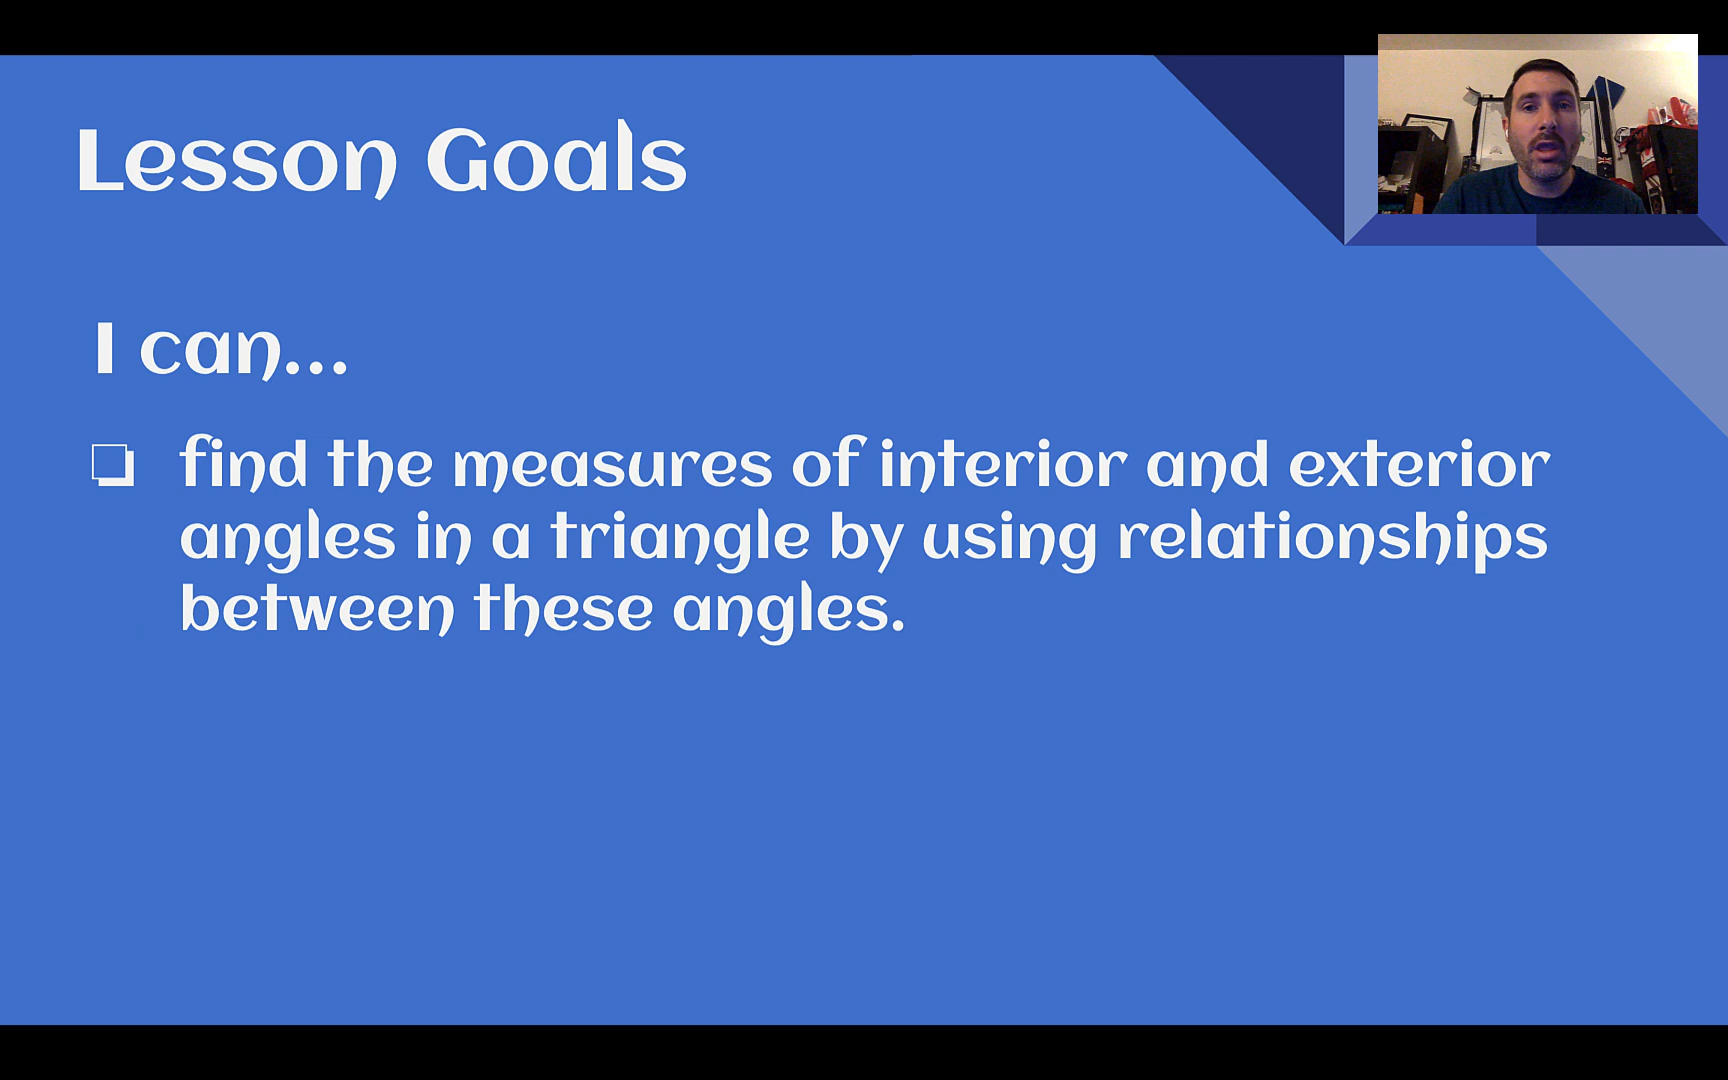 Lesson Goals
I can...
find the measures of interior and exterior
angles in a triangle by using relationships
between these angles.